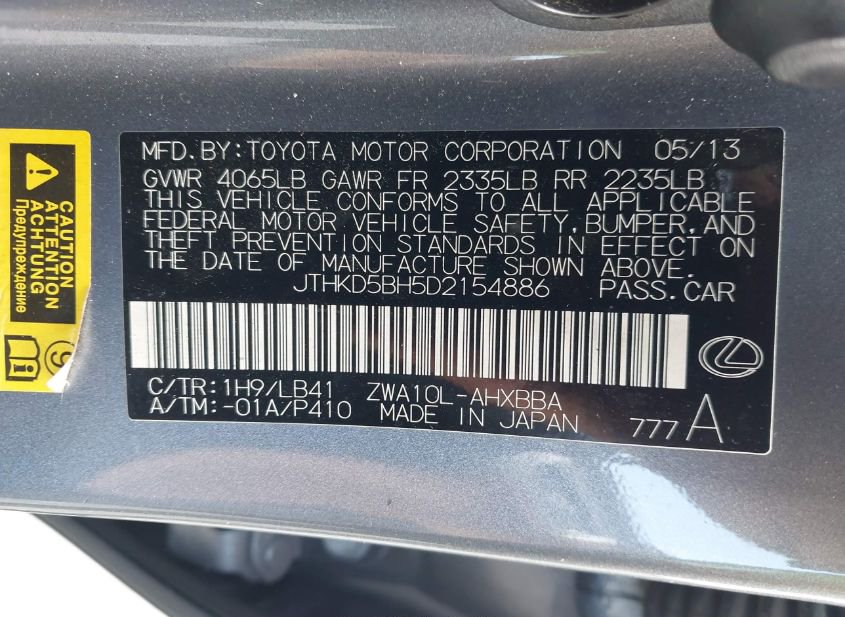 MFD.BY:TOYOTA MOTOR CORPORATION 05/13
GVWR 4065LB GAWR FR 2335LB RR 2235LB
THIS VEHICLE CONFORMS TO ALL APPLICABLE
FEDERAL MOTOR VEHICLE SAFETY,BUMPER,AND
THEFT PREVENTION STANDARDS IN EFFECT ON
THE DATE OF MANUFACTURE SHOWN ABOVE.
JTHKD5BH5D2154886 PASS.CAR
C/TR:1H9/LB41 ZWA10L-AHXBBA
A/TM:-01A/P410 MADE IN JAPAN
777A
CAUTION
ATTENTION
ACHTUNG
Предупреждение